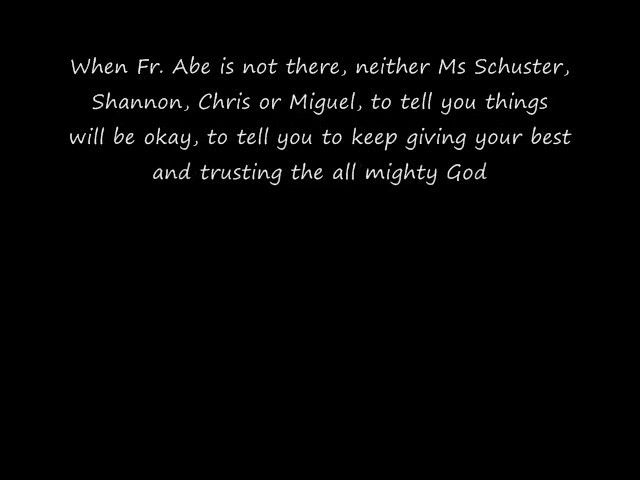 When Fr. Abe is not there, neither Ms Schuster,
Shannon, Chris or Miguel, to tell you things
will be okay, to tell you to keep giving your best
and trusting the all mighty God